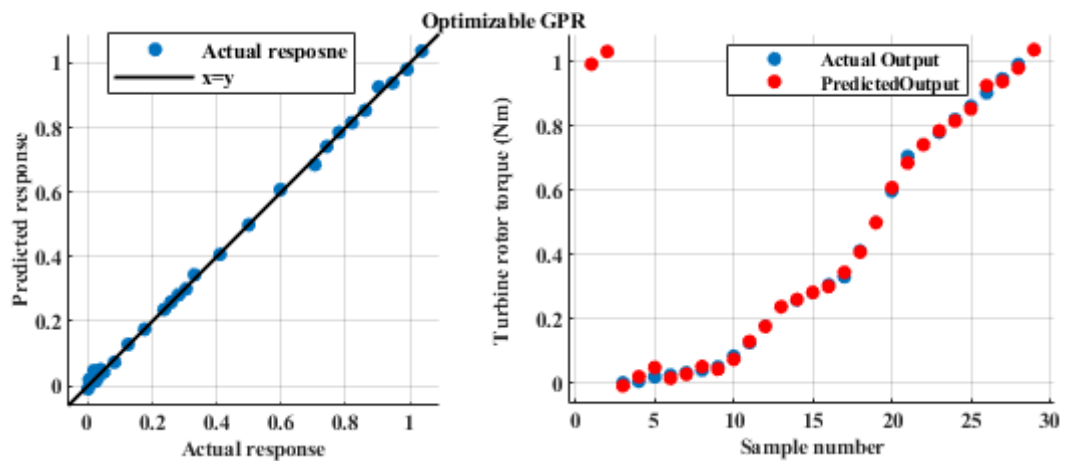 Optimizable GPR
Actual resposne
x=y
Predicted response
1
0.8
0.6
0.4
0.2
0
0
0.2
0.4
0.6
0.8
1
Actual response
Actual Output
PredictedOutput
Turbine rotor torque (Nm)
1
0.8
0.6
0.4
0.2
0
0
5
10
15
20
25
30
Sample number